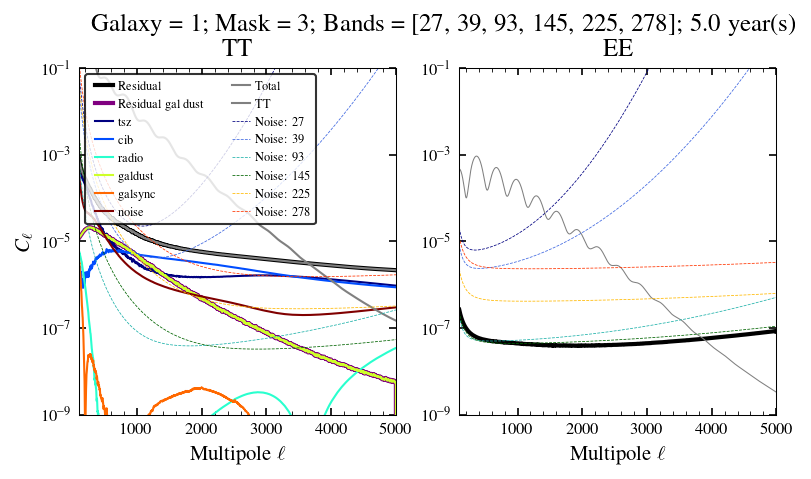 Galaxy = 1; Mask = 3; Bands = [27, 39, 93, 145, 225, 278]; 5.0 year(s)
TT
EE
Residual
Residual gal dust
tsz
cib
radio
galdust
galsync
noise
Total
TT
Noise: 27
Noise: 39
Noise: 93
Noise: 145
Noise: 225
Noise: 278
10⁻¹
10⁻³
10⁻⁵
10⁻⁷
10⁻⁹
C_ℓ
1000 2000 3000 4000 5000
Multipole ℓ
10⁻¹
10⁻³
10⁻⁵
10⁻⁷
10⁻⁹
1000 2000 3000 4000 5000
Multipole ℓ